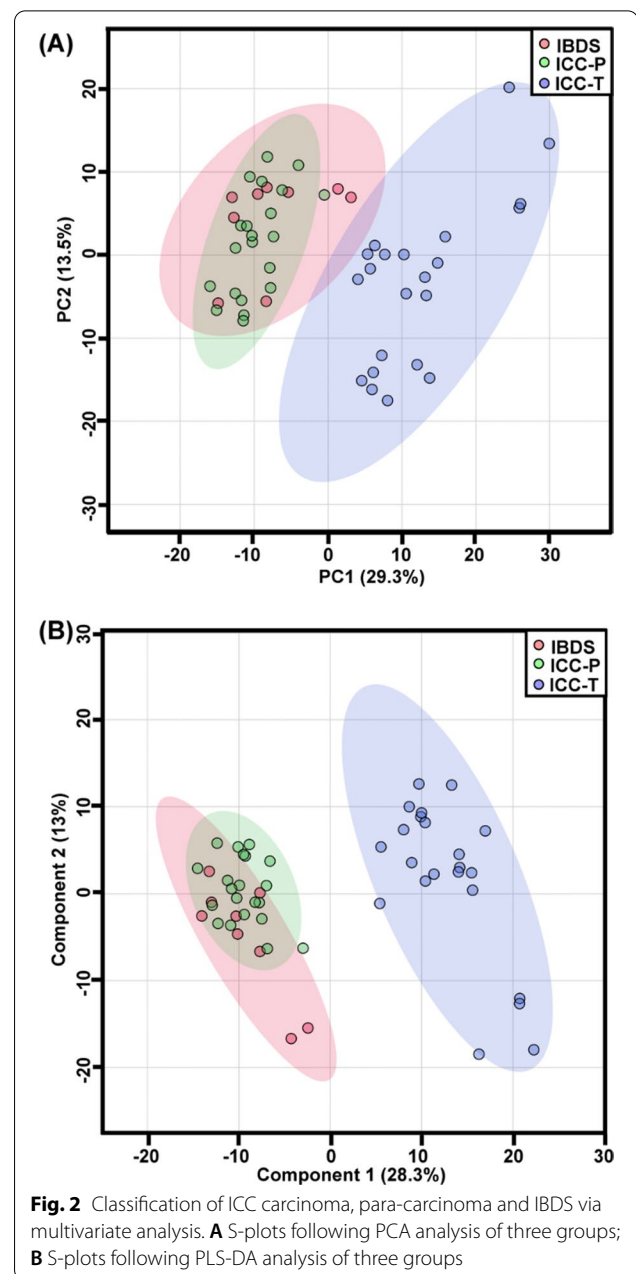 (A)
IBDS
ICC-P
ICC-T
PC2 (13.5%)
20
10
0
-10
-20
-30
-20
-10
0
10
20
30
PC1 (29.3%)
(B)
IBDS
ICC-P
ICC-T
Component 2 (13%)
30
20
10
0
-10
-20
-20
-10
0
10
20
30
Component 1 (28.3%)
Fig. 2 Classification of ICC carcinoma, para-carcinoma and IBDS via
multivariate analysis. A S-plots following PCA analysis of three groups;
B S-plots following PLS-DA analysis of three groups